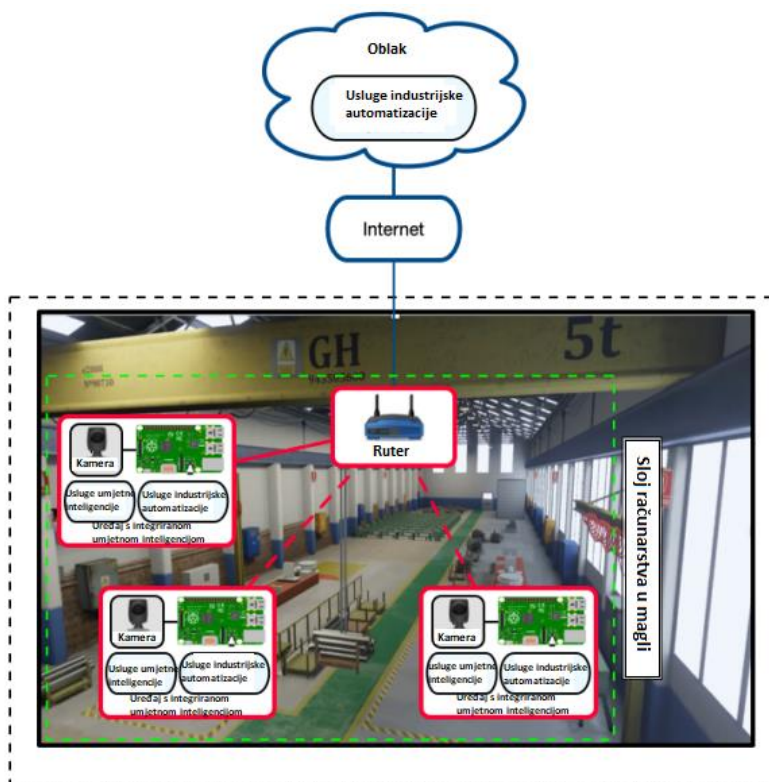 Oblak
Usluge industrijske
automatizacije
Internet
GH
5t
Ruter
Kamera
Usluge umjetne
inteligencije
Usluge industrijske
automatizacije
Uređaj s integriranom
umjetnom inteligencijom
Sloj računarstva u magli
Kamera
Usluge umjetne
inteligencije
Usluge industrijske
automatizacije
Uređaj s integriranom
umjetnom inteligencijom
Kamera
usluge umjetne
inteligencije
Usluge industrijske
automatizacije
Uređaj s integriranom
umjetnom inteligencijom